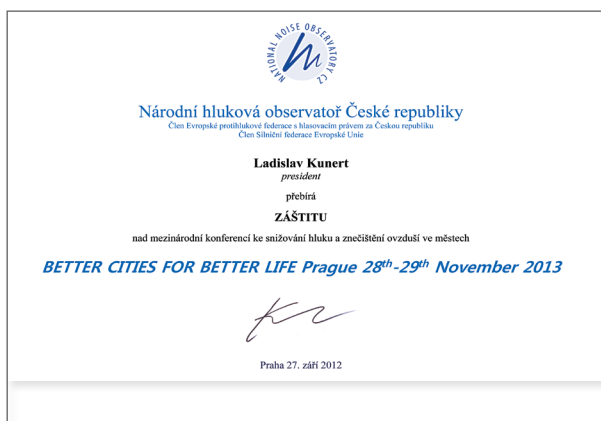 NATIONAL NOISE OBSERVATORY CZ
Národní hluková observatoř České republiky
Člen Evropské protihlukové federace s hlasovacím právem za Českou republiku
Člen Silniční federace Evropské Unie
Ladislav Kunert
president
přebírá
ZÁŠTITU
nad mezinárodní konferencí ke snižování hluku a znečištění ovzduší ve městech
BETTER CITIES FOR BETTER LIFE Prague 28th-29th November 2013
Praha 27. září 2012